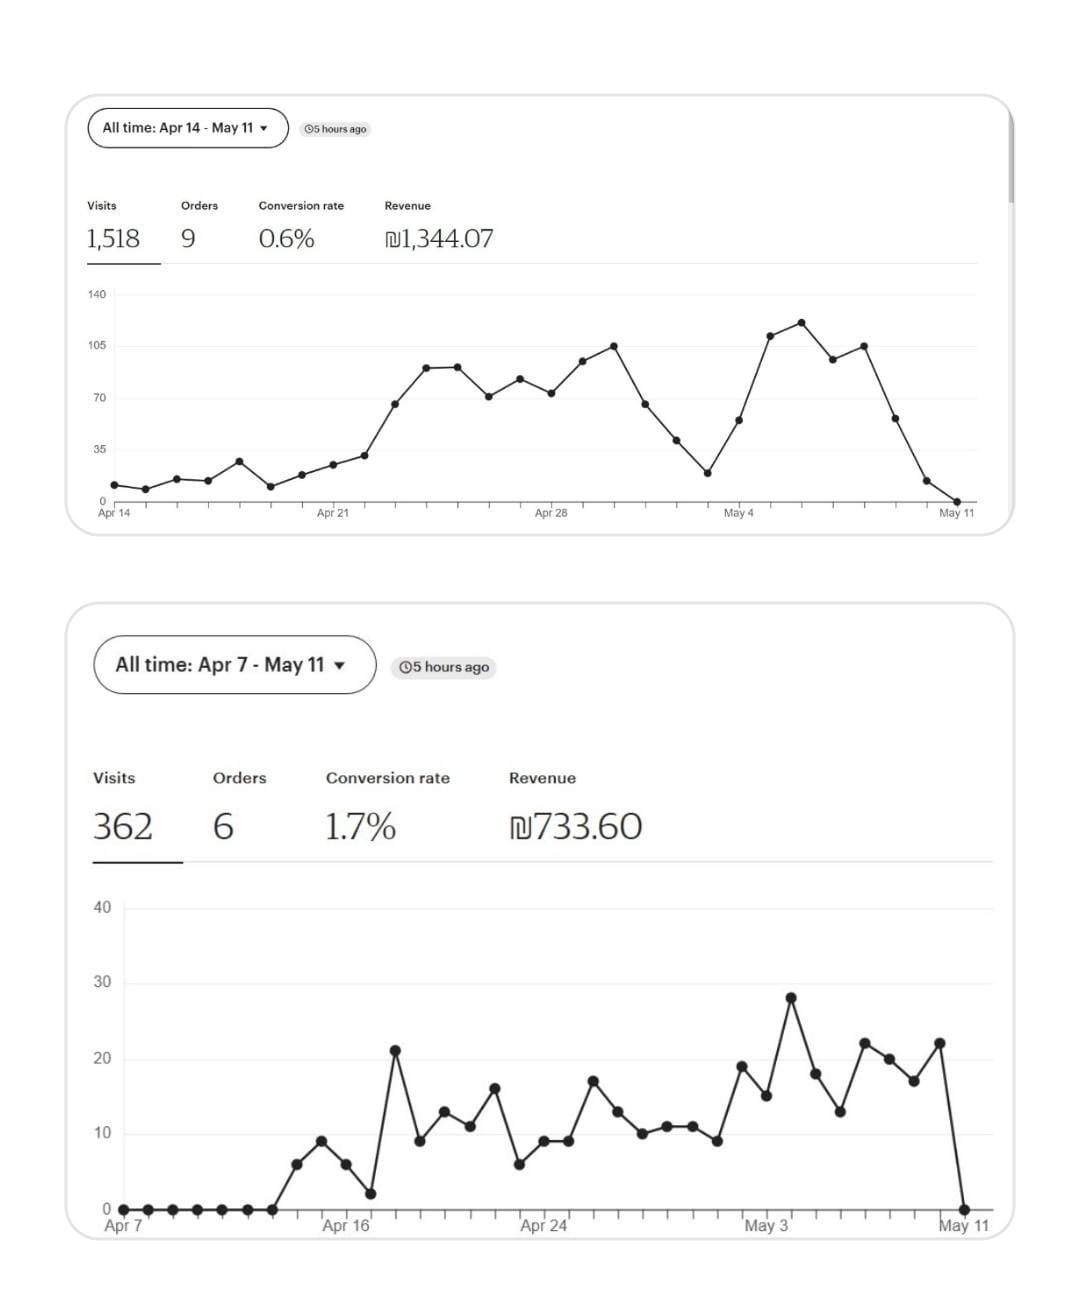 All time: Apr 14 - May 11
5 hours ago
Visits Orders Conversion rate Revenue
1,518 9 0.6% ₪1,344.07
140
105
70
35
0
Apr 14 Apr 21 Apr 28 May 4 May 11
All time: Apr 7 - May 11
5 hours ago
Visits Orders Conversion rate Revenue
362 6 1.7% ₪733.60
40
30
20
10
0
Apr 7 Apr 16 Apr 24 May 3 May 11